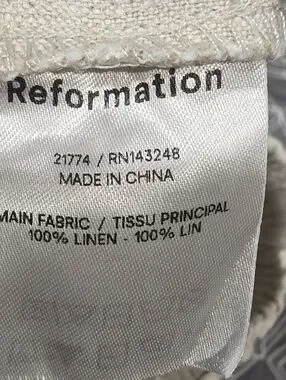 Reformation
21774 / RN143248
MADE IN CHINA
MAIN FABRIC / TISSU PRINCIPAL
100% LINEN - 100% LIN